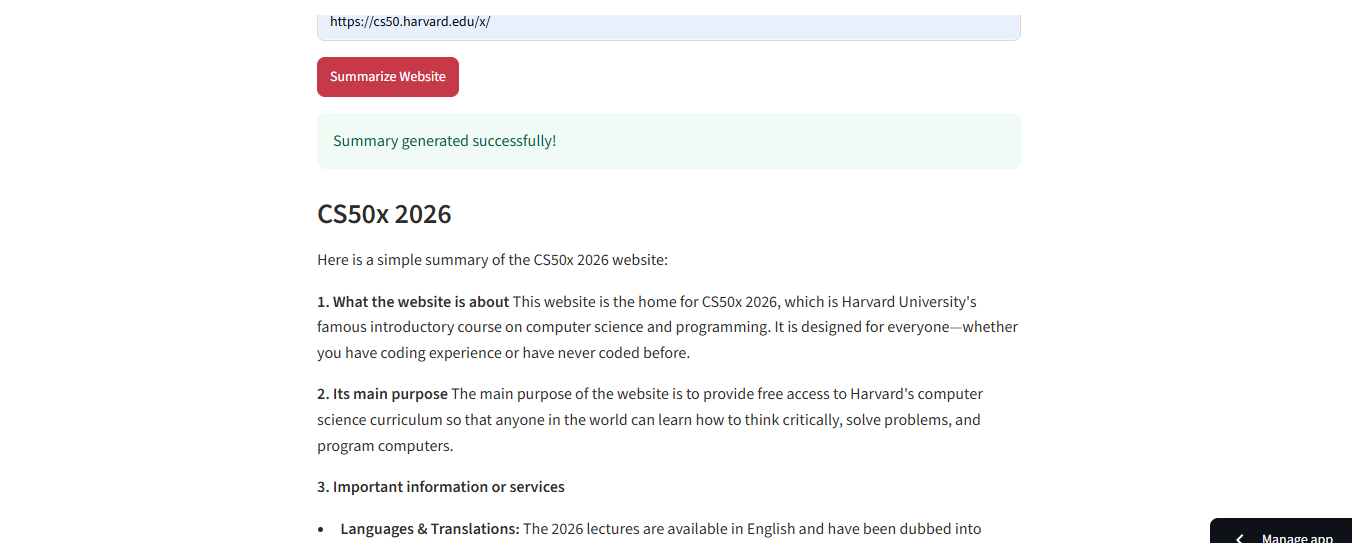 https://cs50.harvard.edu/x/
Summarize Website
Summary generated successfully!
CS50x 2026
Here is a simple summary of the CS50x 2026 website:
1. What the website is about This website is the home for CS50x 2026, which is Harvard University's
famous introductory course on computer science and programming. It is designed for everyone—whether
you have coding experience or have never coded before.
2. Its main purpose The main purpose of the website is to provide free access to Harvard's computer
science curriculum so that anyone in the world can learn how to think critically, solve problems, and
program computers.
3. Important information or services
• Languages & Translations: The 2026 lectures are available in English and have been dubbed into
Manage app